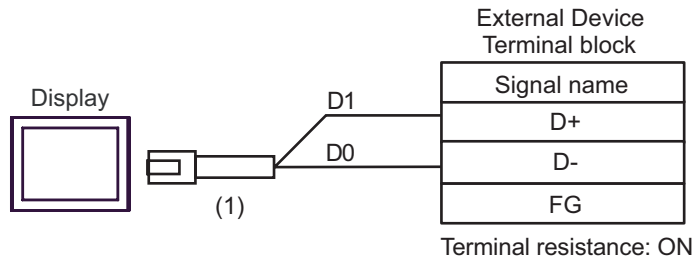 External Device
Terminal block
Signal name
Display
D1
D+
D0
D-
(1)
FG
Terminal resistance: ON